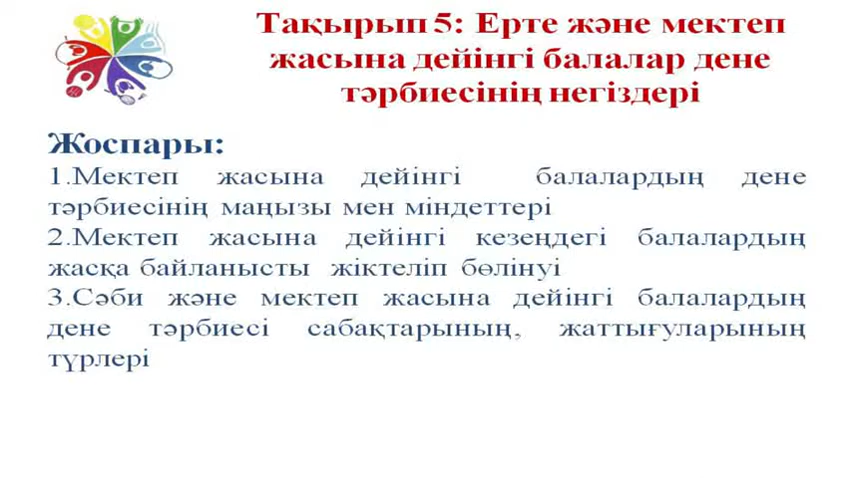 Тақырып 5: Ерте және мектеп
жасына дейінгі балалар дене
тәрбиесінің негіздері
Жоспары:
1.Мектеп жасына дейінгі балалардың дене
тәрбиесінің маңызы мен міндеттері
2.Мектеп жасына дейінгі кезеңдегі балалардың
жасқа байланысты жіктеліп бөлінуі
3.Сәби және мектеп жасына дейінгі балалардың
дене тәрбиесі сабақтарының, жаттығуларының
түрлері